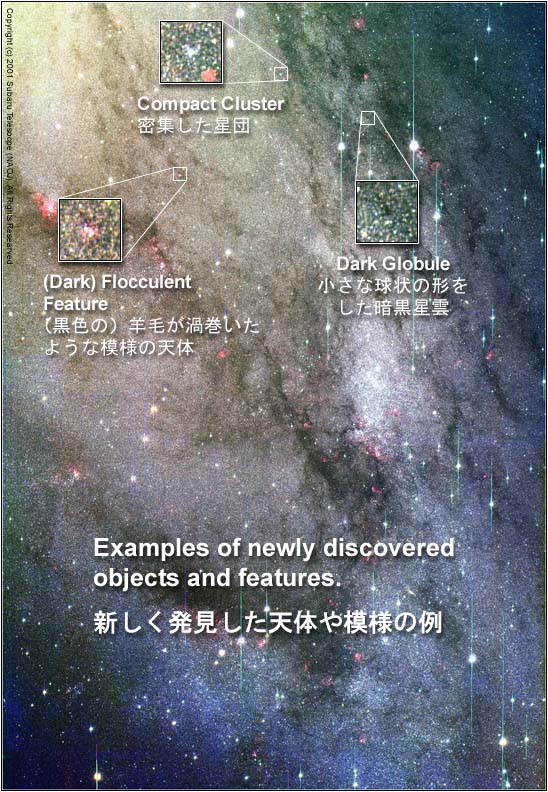 Copyright (c) 2001 Subaru Telescope (NAOJ). All Rights Reserved
Compact Cluster
密集した星団
Dark Globule
小さな球状の形を
した暗黒星雲
(Dark) Flocculent
Feature
(黒色の) 羊毛が渦巻いた
ような模様の天体
Examples of newly discovered
objects and features.
新しく発見した天体や模様の例